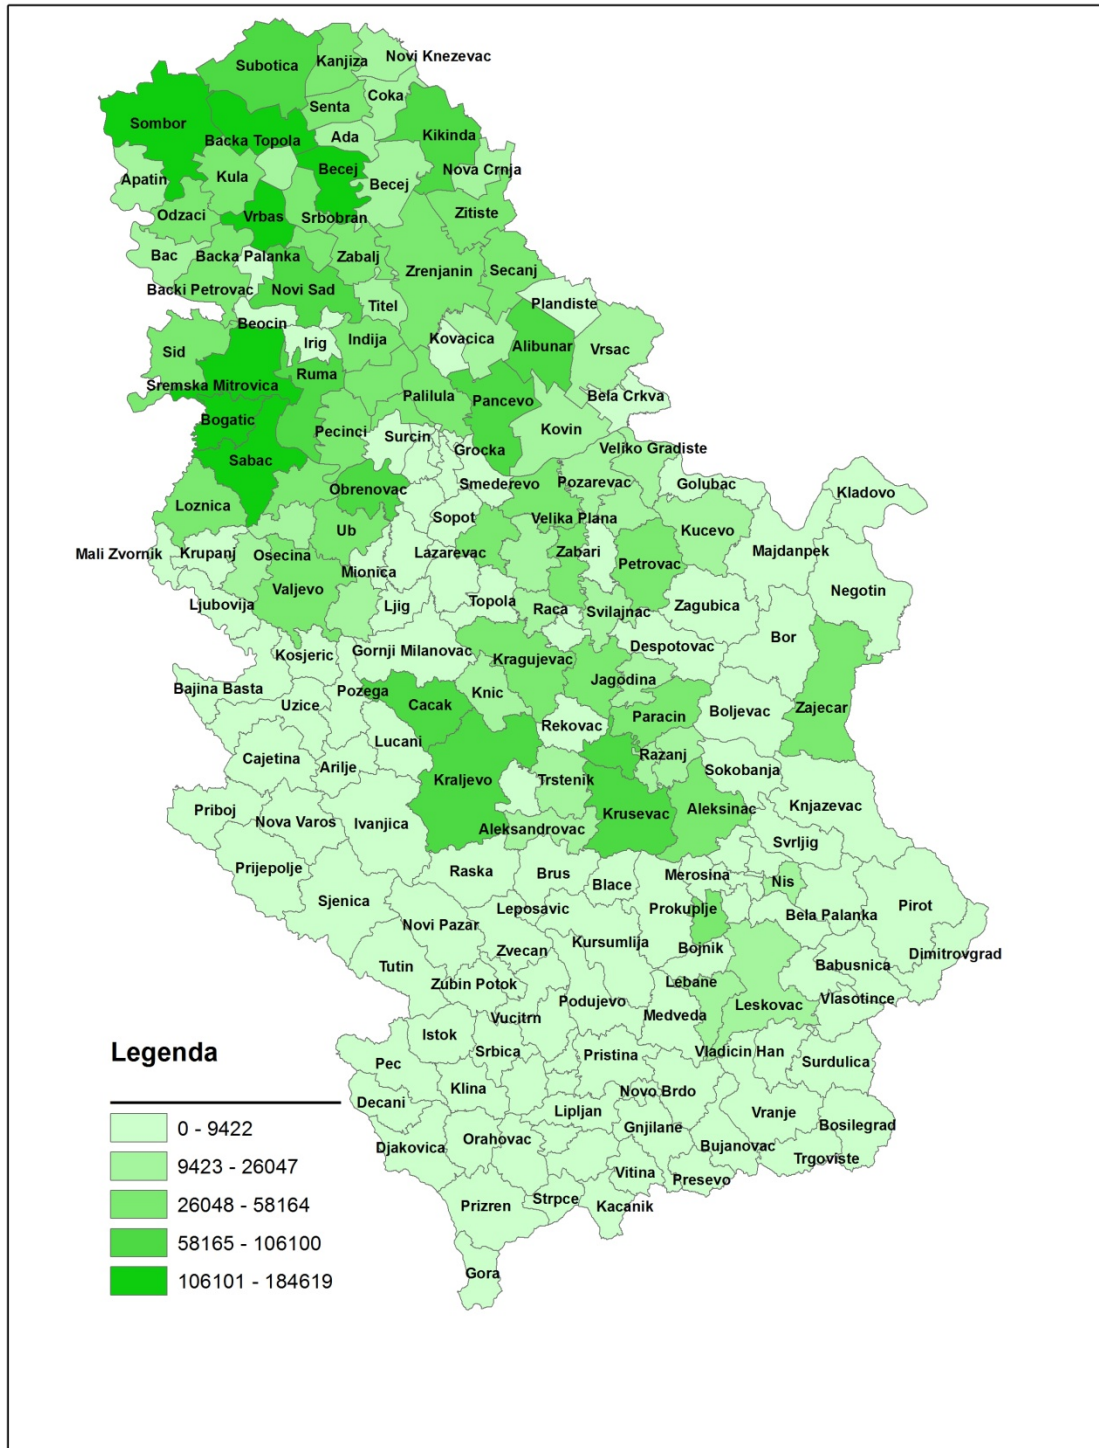 Subotica
Kanjiza
Novi Knezevac
Coka
Senta
Sombor
Backa Topola
Ada
Kikinda
Apatin
Kula
Becej
Becej
Nova Crnja
Odzaci
Vrbas
Srbobran
Zitiste
Bac
Backa Palanka
Zabalj
Zrenjanin
Secanj
Backi Petrovac
Novi Sad
Titel
Plandiste
Beocin
Irig
Indija
Kovacica
Alibunar
Vrsac
Sid
Sremska Mitrovica
Ruma
Palilula
Pancevo
Bela Crkva
Bogatic
Pecinci
Surcin
Grocka
Kovin
Veliko Gradiste
Sabac
Obrenovac
Smederevo
Pozarevac
Golubac
Kladovo
Loznica
Ub
Sopot
Velika Plana
Kucevo
Mali Zvornik
Krupanj
Osecina
Mionica
Lazarevac
Zabari
Petrovac
Majdanpek
Negotin
Ljubovija
Valjevo
Ljig
Topola
Raca
Svilajnac
Zagubica
Bor
Kosjeric
Gornji Milanovac
Kragujevac
Despotovac
Bajina Basta
Uzice
Pozega
Cacak
Knic
Jagodina
Paracin
Boljevac
Zajecar
Cajetina
Arilje
Lucani
Rekovac
Razanj
Sokobanja
Kraljevo
Trstenik
Priboj
Nova Varos
Ivanjica
Aleksandrovac
Krusevac
Aleksinac
Knjazevac
Svrljig
Prijepolje
Sjenica
Raska
Brus
Blace
Merosina
Nis
Novi Pazar
Leposavic
Prokuplje
Bela Palanka
Pirot
Tutin
Zvecan
Kursumlija
Bojnik
Babusnica
Dimitrovgrad
Zubin Potok
Podujevo
Lebane
Leskovac
Vlasotince
Vucitrn
Medveda
Istok
Srbica
Pristina
Vladicin Han
Surdulica
Pec
Klina
Novo Brdo
Decani
Lipljan
Vranje
Bosilegrad
Djakovica
Orahovac
Gnjilane
Bujanovac
Trgoviste
Vitina
Presevo
Prizren
Strpce
Kacanik
Gora
Legenda
0 - 9422
9423 - 26047
26048 - 58164
58165 - 106100
106101 - 184619